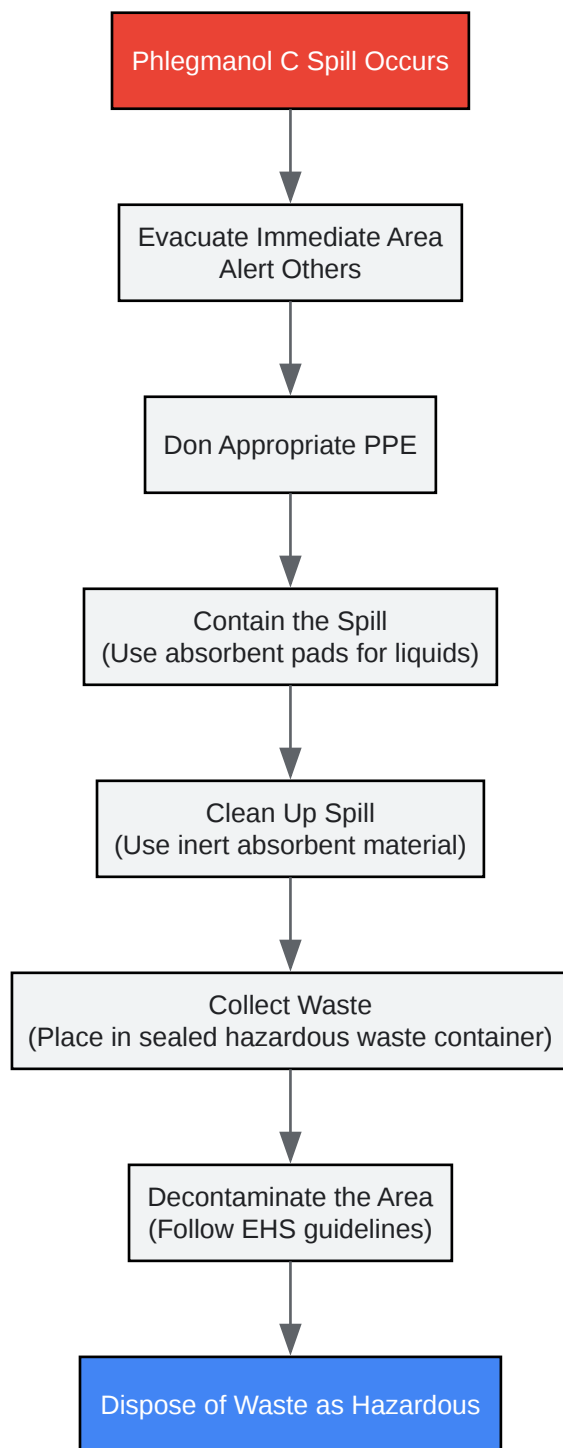 Phlegmanol C Spill Occurs
Evacuate Immediate Area
Alert Others
Don Appropriate PPE
Contain the Spill
(Use absorbent pads for liquids)
Clean Up Spill
(Use inert absorbent material)
Collect Waste
(Place in sealed hazardous waste container)
Decontaminate the Area
(Follow EHS guidelines)
Dispose of Waste as Hazardous